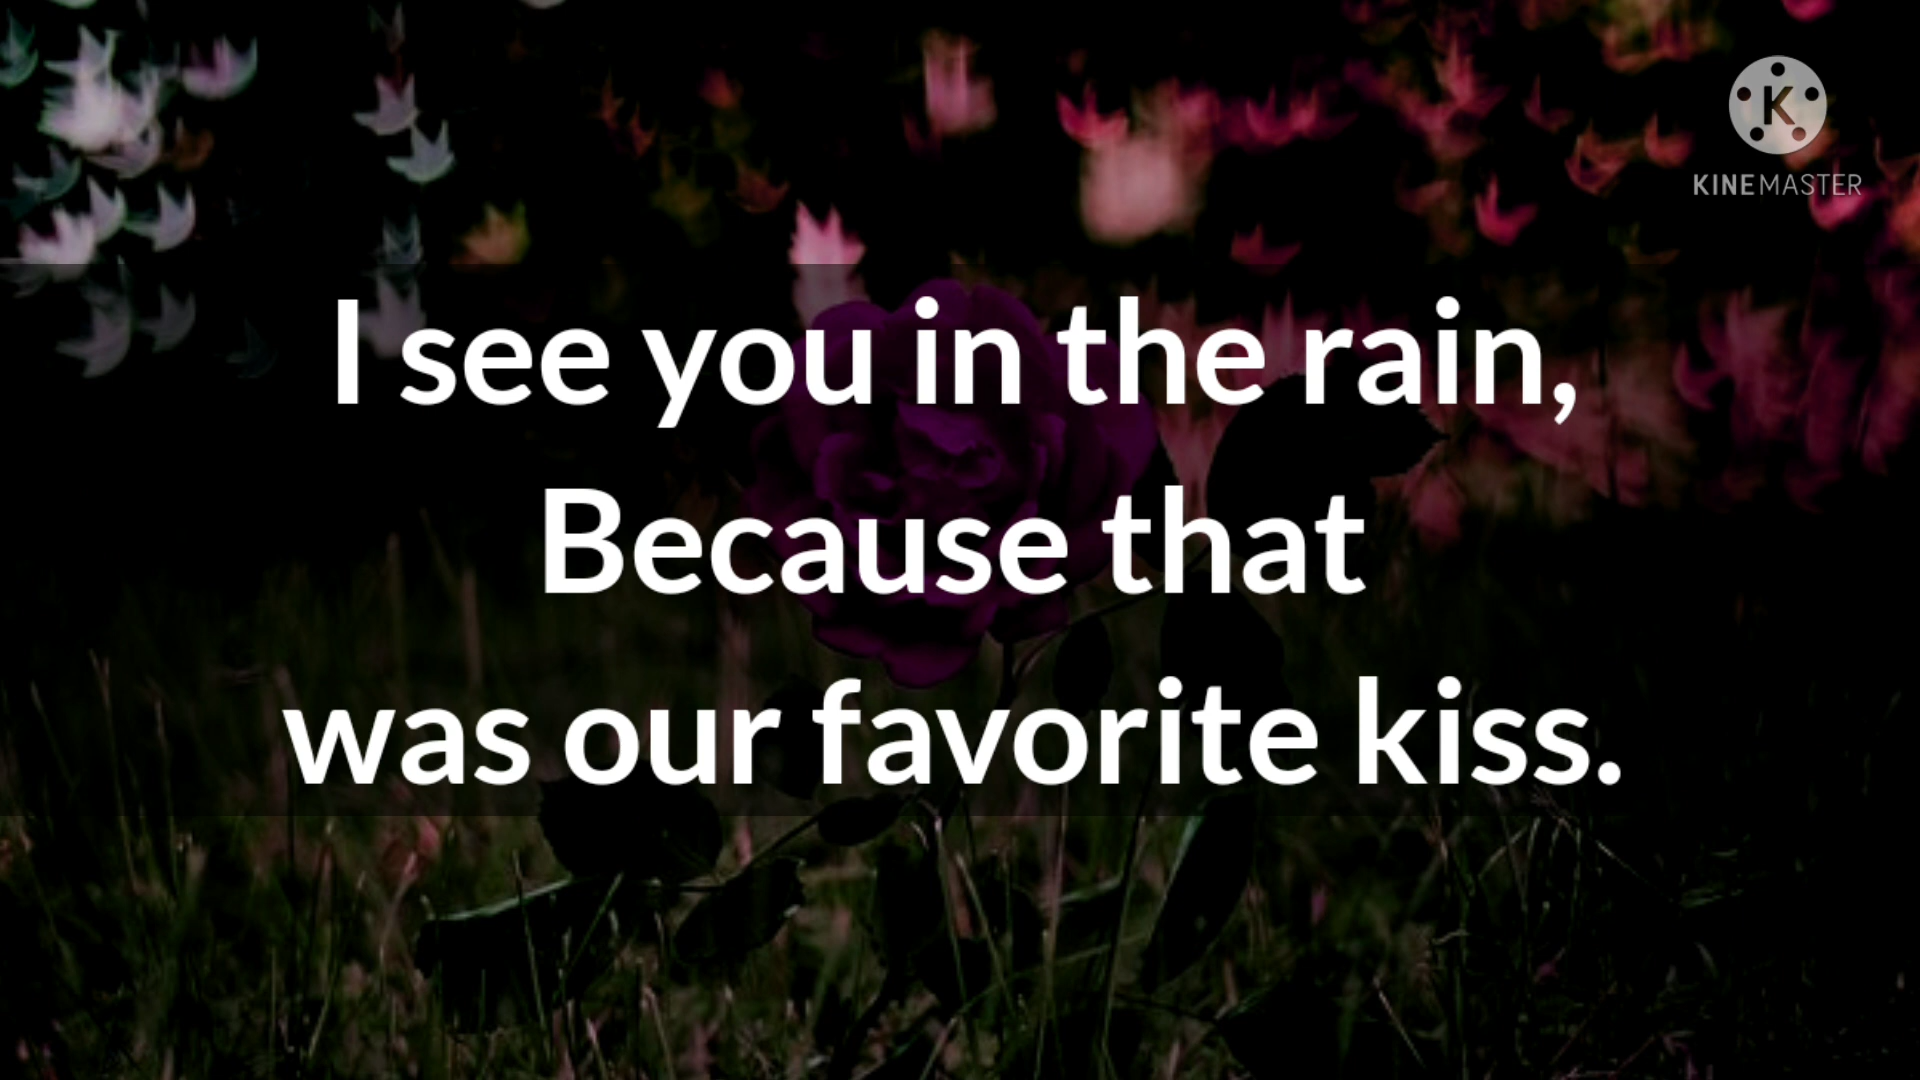 K
KINEMASTER
I see you in the rain,
Because that
was our favorite kiss.